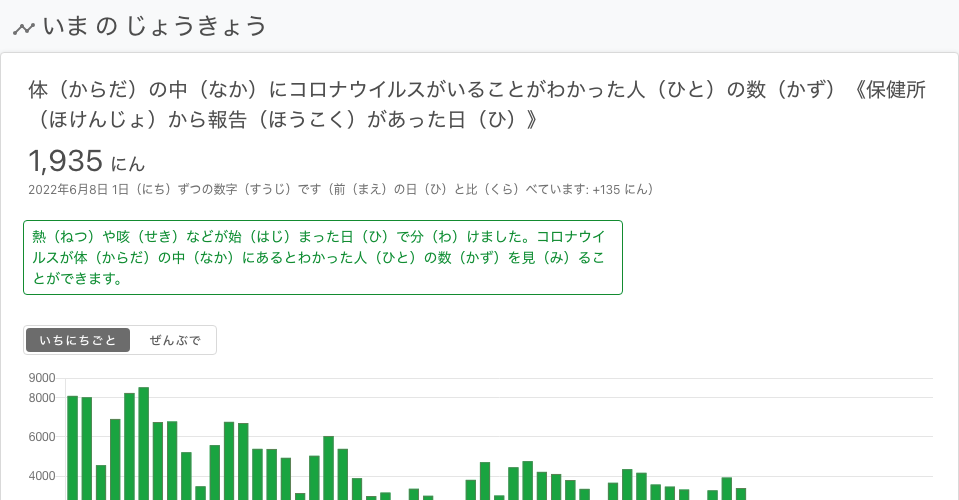 いま の じょうきょう
体（からだ）の中（なか）にコロナウイルスがいることがわかった人（ひと）の数（かず）《保健所
（ほけんじょ）から報告（ほうこく）があった日（ひ）》
1,935 にん
2022年6月8日 1日（にち）ずつの数字（すうじ）です（前（まえ）の日（ひ）と比（くら）べています: +135 にん）
熱（ねつ）や咳（せき）などが始（はじ）まった日（ひ）で分（わ）けました。コロナウイ
ルスが体（からだ）の中（なか）にあるとわかった人（ひと）の数（かず）を見（み）るこ
とができます。
いちにちごと ぜんぶで
9000
8000
6000
4000